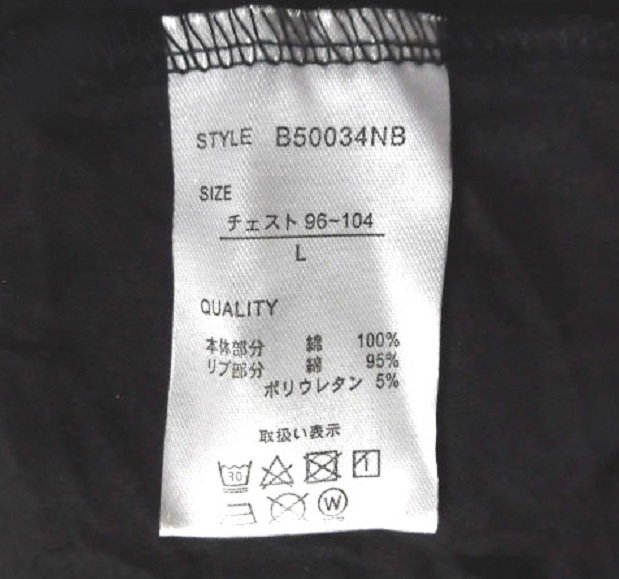 STYLE B50034NB
SIZE
チェスト 96~104
L
QUALITY
本体部分 綿 100%
リブ部分 綿 95%
ポリウレタン 5%
取扱い表示
30
W